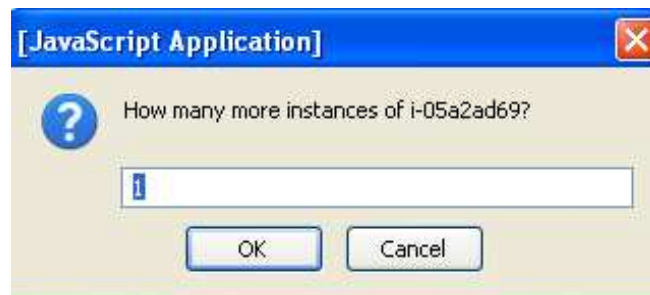 [JavaScript Application]
How many more instances of i-05a2ad69?
1
OK Cancel